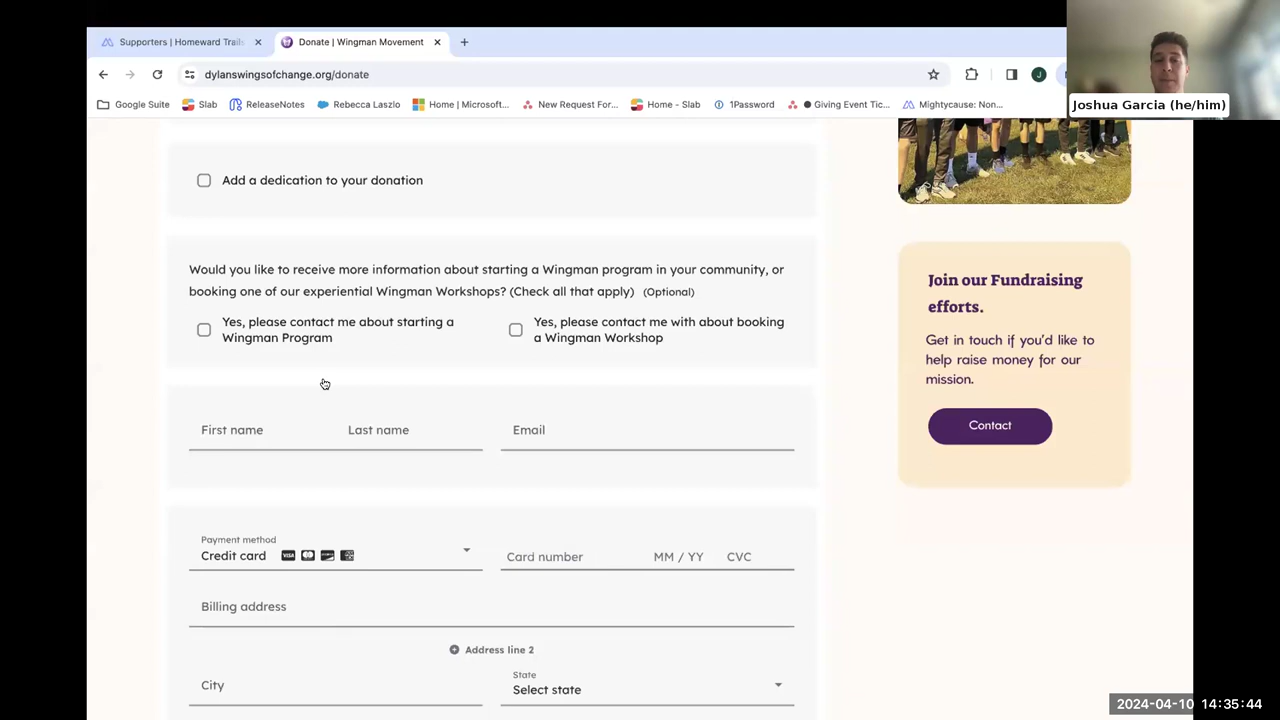 Supporters | Homeward Trails
Donate | Wingman Movement
dylanswingsofchange.org/donate
J
Google Suite
Slab
ReleaseNotes
Rebecca Laszlo
Home | Microsoft...
New Request For...
Home - Slab
1Password
Giving Event Tic...
Mightycause: Non...
Joshua Garcia (he/him)
Add a dedication to your donation
Would you like to receive more information about starting a Wingman program in your community, or
booking one of our experiential Wingman Workshops? (Check all that apply) (Optional)
Yes, please contact me about starting a
Wingman Program
Yes, please contact me with about booking
a Wingman Workshop
First name
Last name
Email
Payment method
Credit card
VISA
Card number
MM / YY
CVC
Billing address
Address line 2
City
State
Select state
Join our Fundraising
efforts.
Get in touch if you'd like to
help raise money for our
mission.
Contact
2024-04-10 14:35:44